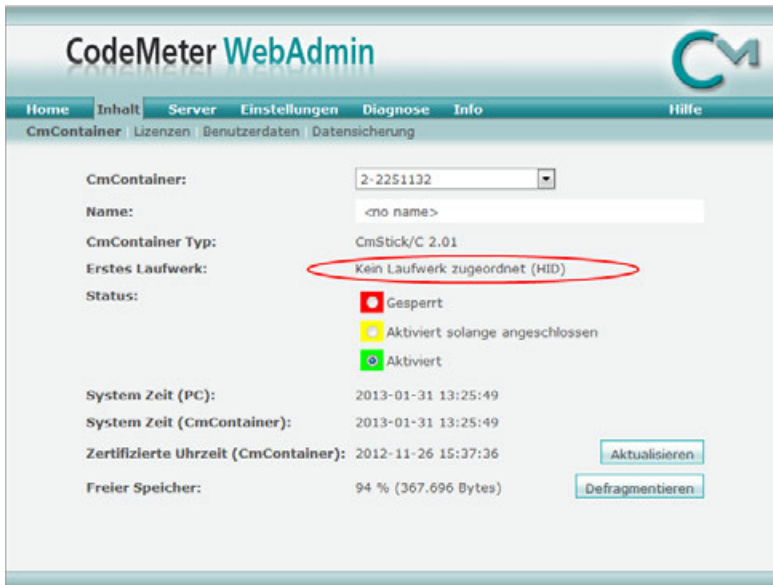 CodeMeter WebAdmin
CM
Home Inhalt Server Einstellungen Diagnose Info Hilfe
CmContainer Lizenzen Benutzerdaten Datensicherung
CmContainer: 2-2251132
Name: <no name>
CmContainer Typ: CmStick/C 2.01
Erstes Laufwerk: Kein Laufwerk zugeordnet (HID)
Status: Gesperrt
Aktiviert solange angeschlossen
Aktiviert
System Zeit (PC): 2013-01-31 13:25:49
System Zeit (CmContainer): 2013-01-31 13:25:49
Zertifizierte Uhrzeit (CmContainer): 2012-11-26 15:37:36 Aktualisieren
Freier Speicher: 94 % (367.696 Bytes) Defragmentieren